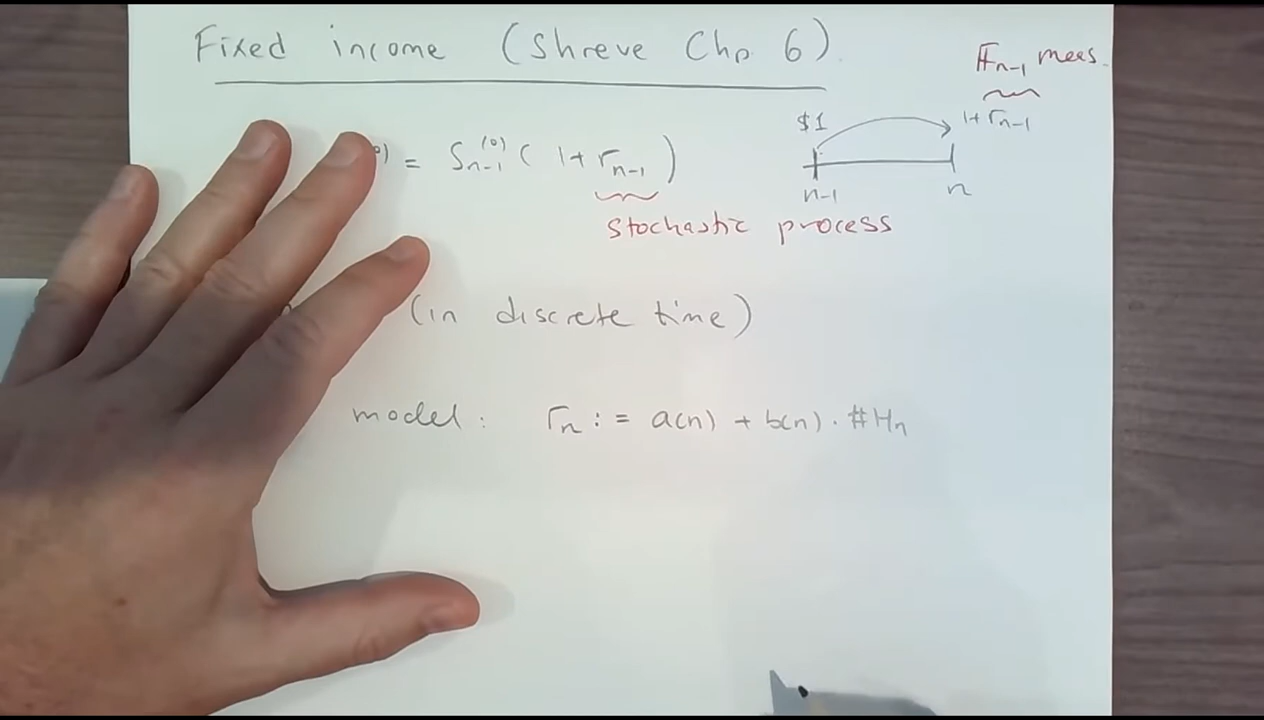 Fixed income (Shreve Chp 6)
F_{n-1} meas.
= S_{n-1}^{(0)} ( 1 + r_{n-1} )
$1
1 + r_{n-1}
n-1
n
stochastic process
(in discrete time)
model : r_n := a(n) + b(n) · #H_n